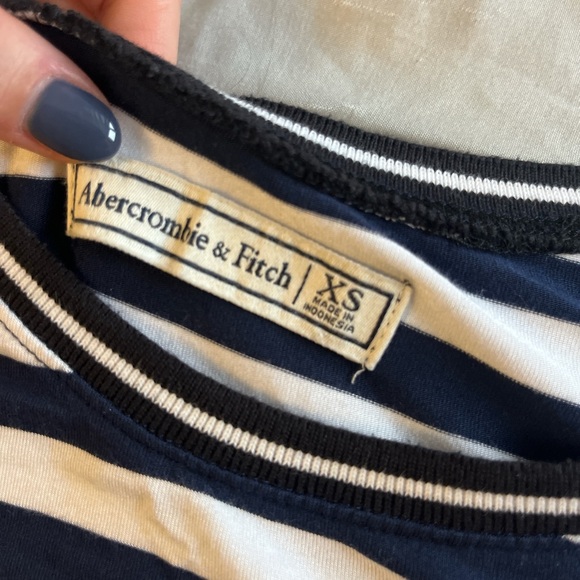 Abercrombie & Fitch
XS
MADE IN
INDONESIA